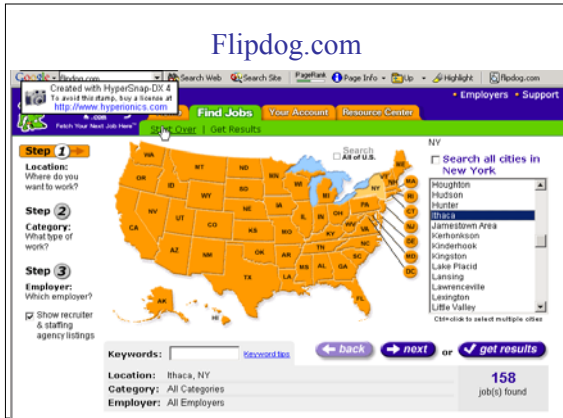 Flipdog.com
Google
flipdog.com
Search Web
Search Site
PageRank
Page Info
Up
Highlight
flipdog.com
Created with HyperSnap-DX 4
To avoid this stamp, buy a license at
http://www.hyperionics.com
Employers • Support
.com
Fetch Your Next Job Here™
Find Jobs
Your Account
Resource Center
Start Over | Get Results
Step 1
Location:
Where do you
want to work?
Step 2
Category:
What type of
work?
Step 3
Employer:
Which employer?
Show recruiter
& staffing
agency listings
Search
All of U.S.
WA
MT
ND
MN
OR
ID
SD
WI
MI
NY
VT
NH
ME
MA
RI
CT
NJ
DE
MD
DC
WY
NV
UT
CO
NE
IA
IL
IN
OH
PA
WV
VA
CA
KS
MO
KY
NC
TN
SC
AZ
NM
OK
AR
MS
AL
GA
TX
LA
FL
AK
HI
NY
Search all cities in
New York
Houghton
Hudson
Hunter
Ithaca
Jamestown Area
Kerhonkson
Kinderhook
Kingston
Lake Placid
Lansing
Lawrenceville
Lexington
Little Valley
Ctrl+click to select multiple cities
Keywords:
Keyword tips
back
next
or
get results
Location: Ithaca, NY
Category: All Categories
Employer: All Employers
158
job(s) found